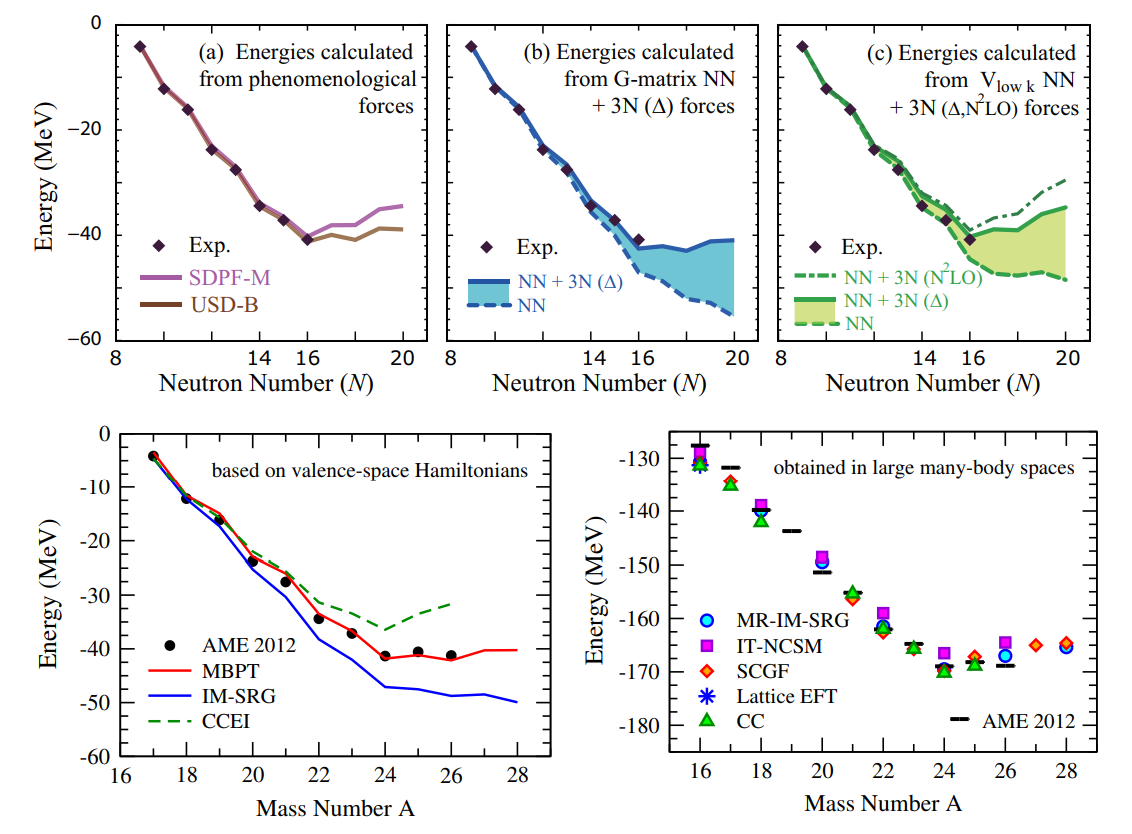 (a) Energies calculated
from phenomenological
forces
Exp.
SDPF-M
USD-B
0
−20
−40
−60
Energy (MeV)
8
14
16
20
Neutron Number (N)
(b) Energies calculated
from G-matrix NN
+ 3N (Δ) forces
Exp.
NN + 3N (Δ)
NN
8
14
16
20
Neutron Number (N)
(c) Energies calculated
from V_low k NN
+ 3N (Δ,N²LO) forces
Exp.
NN + 3N (N²LO)
NN + 3N (Δ)
NN
8
14
16
20
Neutron Number (N)
based on valence-space Hamiltonians
AME 2012
MBPT
IM-SRG
CCEI
0
-10
-20
-30
-40
-50
-60
Energy (MeV)
16
18
20
22
24
26
28
Mass Number A
obtained in large many-body spaces
MR-IM-SRG
IT-NCSM
SCGF
Lattice EFT
CC
AME 2012
-130
-140
-150
-160
-170
-180
Energy (MeV)
16
18
20
22
24
26
28
Mass Number A